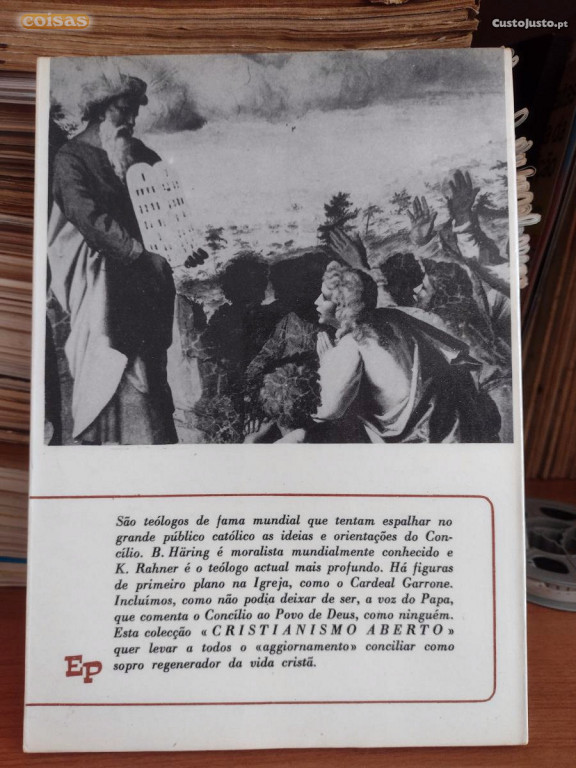 coisas
CustoJusto.pt
São teólogos de fama mundial que tentam espalhar no
grande público católico as ideias e orientações do Con-
cílio. B. Häring é moralista mundialmente conhecido e
K. Rahner é o teólogo actual mais profundo. Há figuras
de primeiro plano na Igreja, como o Cardeal Garrone.
Incluímos, como não podia deixar de ser, a voz do Papa,
que comenta o Concílio ao Povo de Deus, como ninguém.
Esta colecção «CRISTIANISMO ABERTO»
quer levar a todos o «aggiornamento» conciliar como
sopro regenerador da vida cristã.
EP